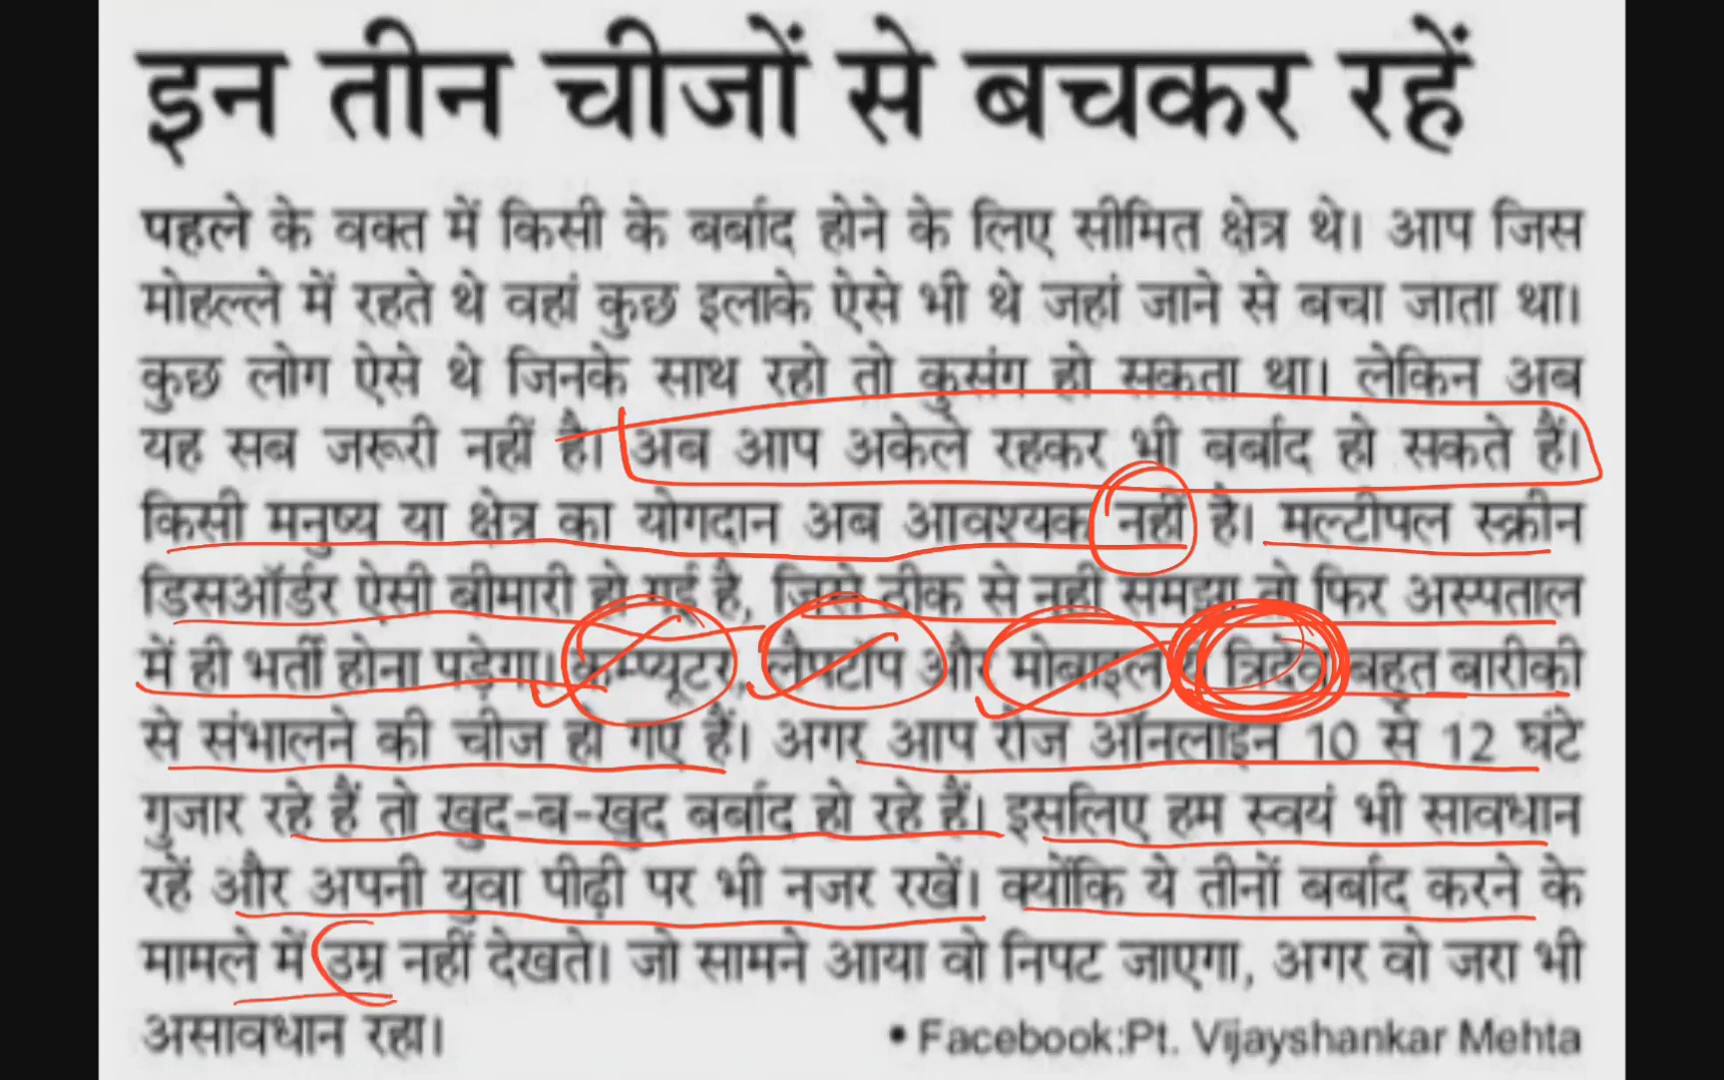 इन तीन चीजों से बचकर रहें
पहले के वक्त में किसी के बर्बाद होने के लिए सीमित क्षेत्र थे। आप जिस
मोहल्ले में रहते थे वहां कुछ इलाके ऐसे भी थे जहां जाने से बचा जाता था।
कुछ लोग ऐसे थे जिनके साथ रहो तो कुसंग हो सकता था। लेकिन अब
यह सब जरूरी नहीं है। अब आप अकेले रहकर भी बर्बाद हो सकते हैं।
किसी मनुष्य या क्षेत्र का योगदान अब आवश्यक नहीं है। मल्टीपल स्क्रीन
डिसऑर्डर ऐसी बीमारी हो गई है, जिसे ठीक से नहीं समझा तो फिर अस्पताल
में ही भर्ती होना पड़ेगा। कम्प्यूटर, लैपटॉप और मोबाइल त्रिदेव बहुत बारीकी
से संभालने की चीज हो गए हैं। अगर आप रोज ऑनलाइन 10 से 12 घंटे
गुजार रहे हैं तो खुद-ब-खुद बर्बाद हो रहे हैं। इसलिए हम स्वयं भी सावधान
रहें और अपनी युवा पीढ़ी पर भी नजर रखें। क्योंकि ये तीनों बर्बाद करने के
मामले में उम्र नहीं देखते। जो सामने आया वो निपट जाएगा, अगर वो जरा भी
असावधान रहा।
• Facebook:Pt. Vijayshankar Mehta